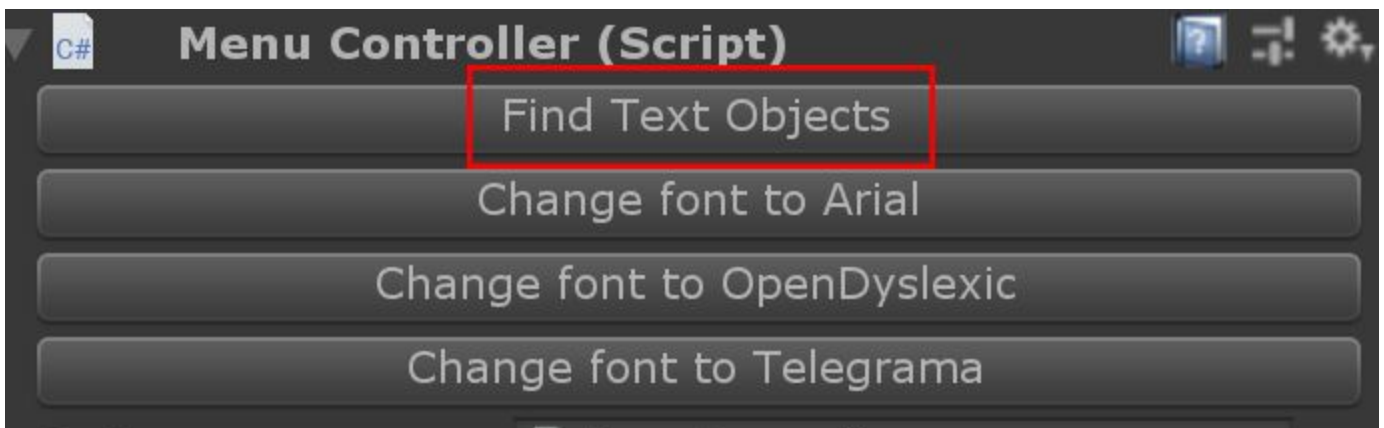 C# Menu Controller (Script)
Find Text Objects
Change font to Arial
Change font to OpenDyslexic
Change font to Telegrama